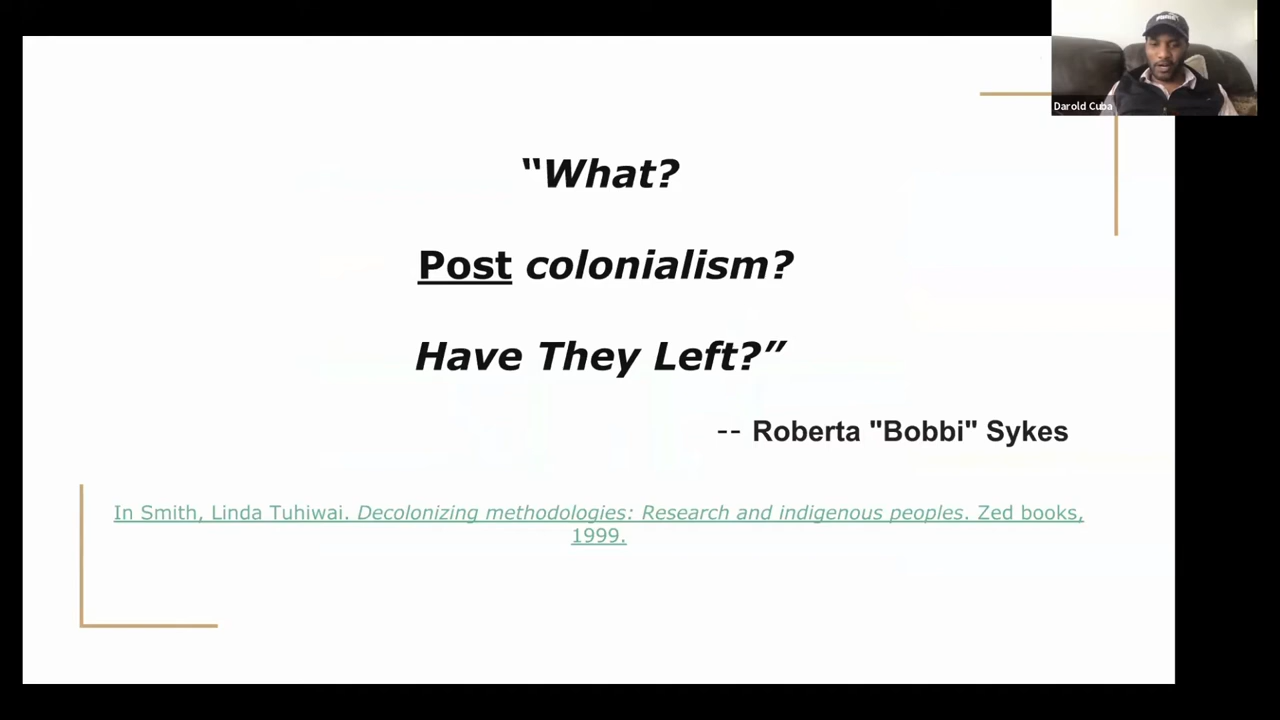 Darold Cuba
“What?
Post colonialism?
Have They Left?”
-- Roberta "Bobbi" Sykes
In Smith, Linda Tuhiwai. Decolonizing methodologies: Research and indigenous peoples. Zed books,
1999.